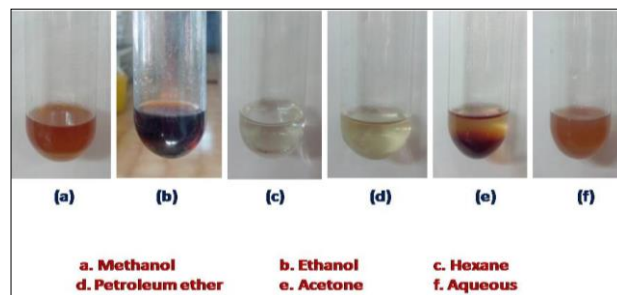 (a) (b) (c) (d) (e) (f)
a. Methanol b. Ethanol c. Hexane
d. Petroleum ether e. Acetone f. Aqueous